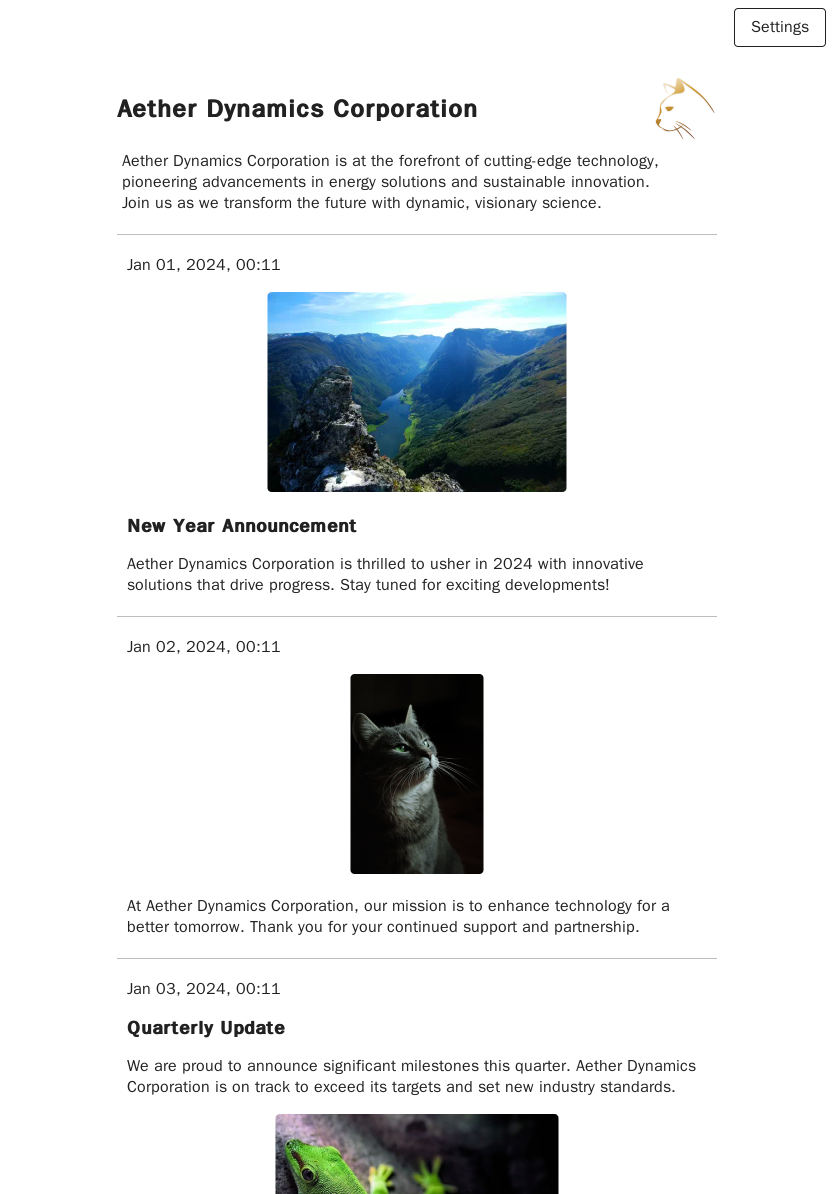 Settings
Aether Dynamics Corporation
Aether Dynamics Corporation is at the forefront of cutting-edge technology,
pioneering advancements in energy solutions and sustainable innovation.
Join us as we transform the future with dynamic, visionary science.
Jan 01, 2024, 00:11
New Year Announcement
Aether Dynamics Corporation is thrilled to usher in 2024 with innovative
solutions that drive progress. Stay tuned for exciting developments!
Jan 02, 2024, 00:11
At Aether Dynamics Corporation, our mission is to enhance technology for a
better tomorrow. Thank you for your continued support and partnership.
Jan 03, 2024, 00:11
Quarterly Update
We are proud to announce significant milestones this quarter. Aether Dynamics
Corporation is on track to exceed its targets and set new industry standards.